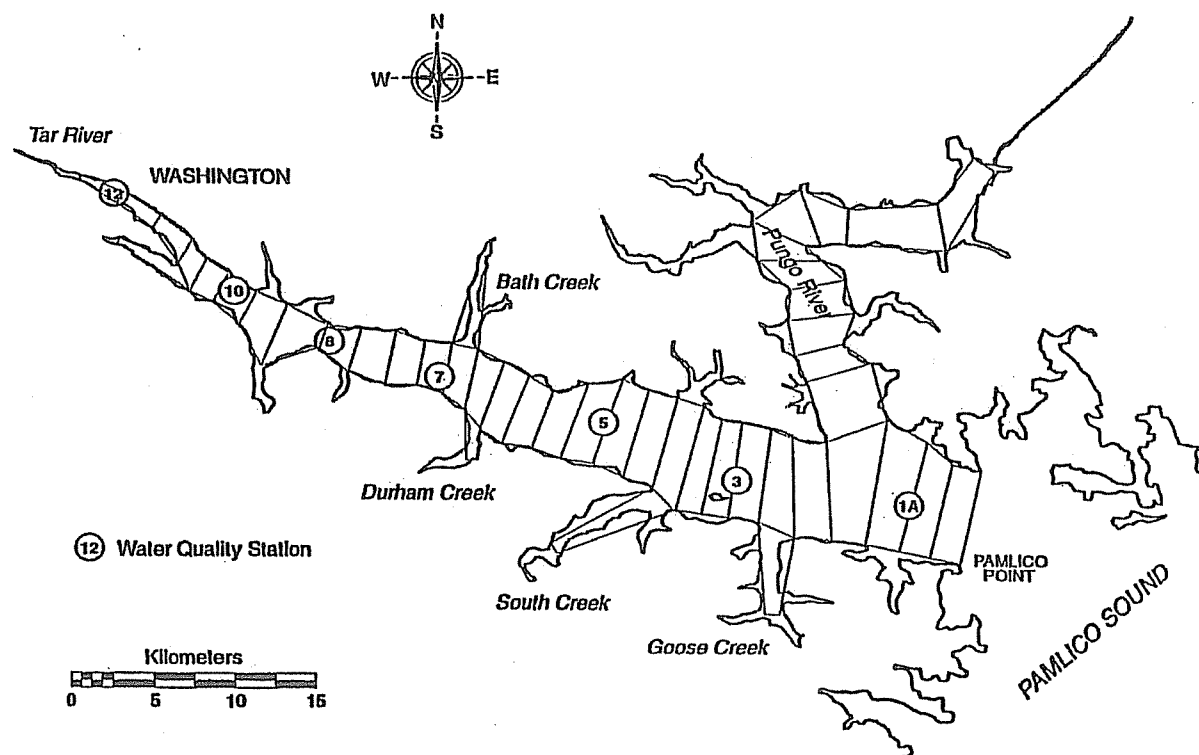 N
W E
S
Tar River
12
WASHINGTON
10
8
7
5
3
1A
Bath Creek
Pungo River
Durham Creek
South Creek
Goose Creek
PAMLICO
POINT
PAMLICO SOUND
12 Water Quality Station
Kilometers
0 5 10 15